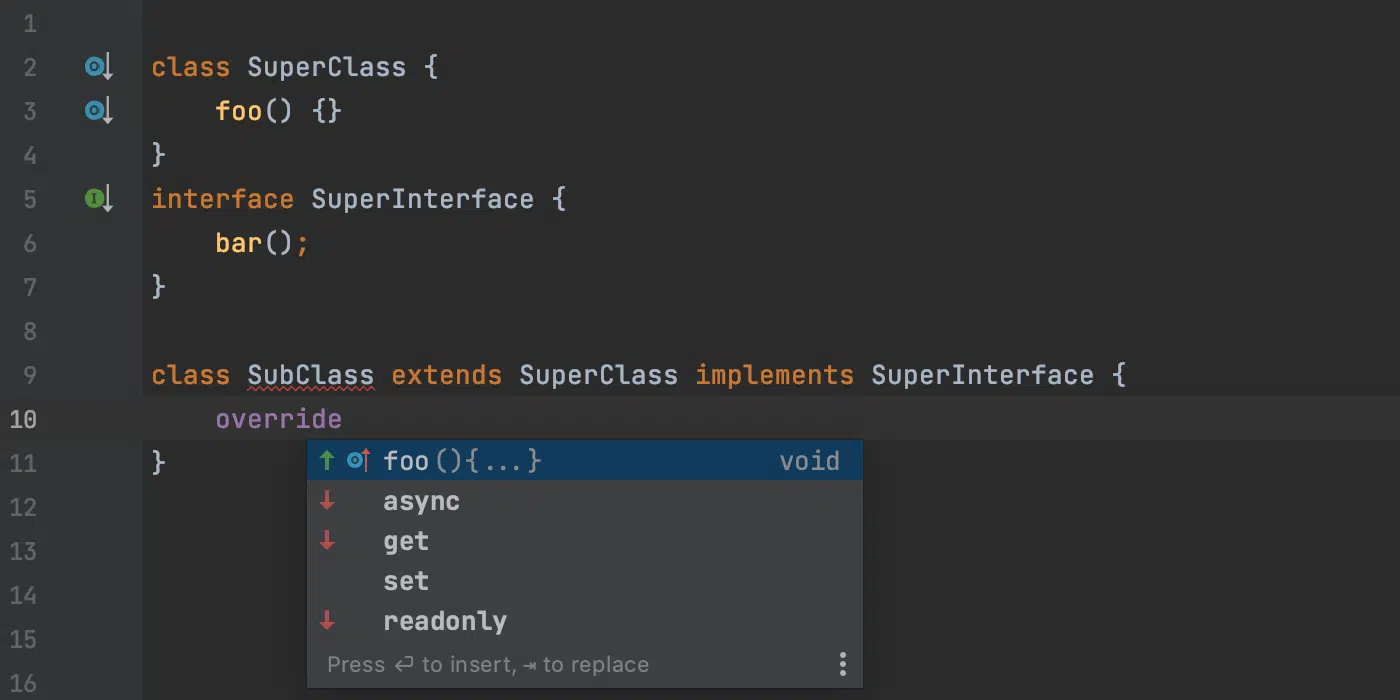 1
2 class SuperClass {
3 foo() {}
4 }
5 interface SuperInterface {
6 bar();
7 }
8
9 class SubClass extends SuperClass implements SuperInterface {
10 override
foo(){...} void
11 }
async
12
get
13
set
14
readonly
15
Press ⏎ to insert, ⇥ to replace
16